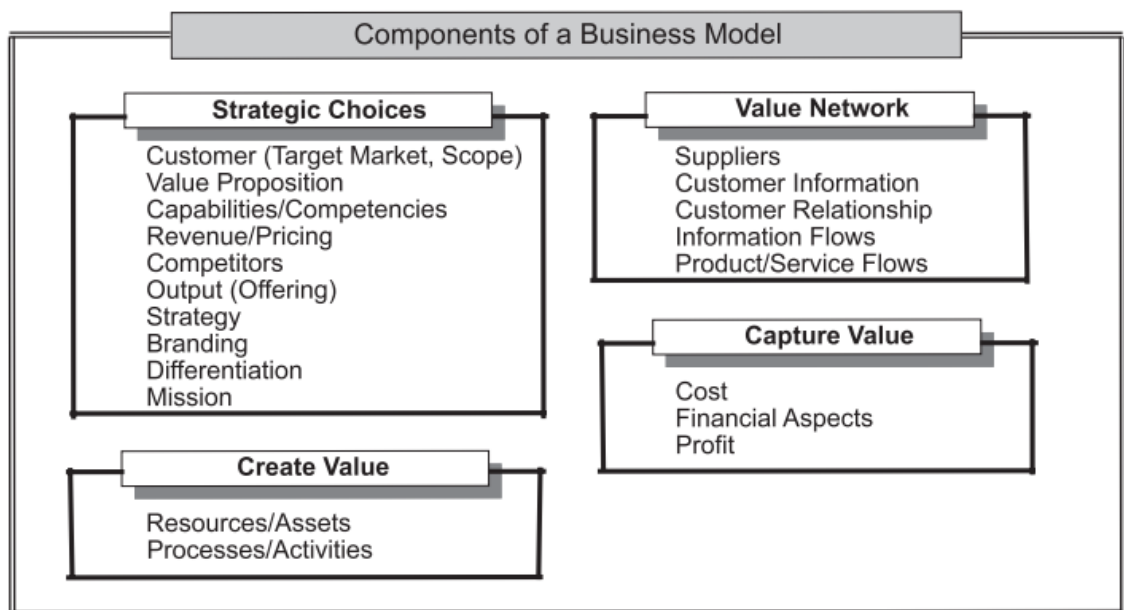 Components of a Business Model
Strategic Choices
Customer (Target Market, Scope)
Value Proposition
Capabilities/Competencies
Revenue/Pricing
Competitors
Output (Offering)
Strategy
Branding
Differentiation
Mission
Create Value
Resources/Assets
Processes/Activities
Value Network
Suppliers
Customer Information
Customer Relationship
Information Flows
Product/Service Flows
Capture Value
Cost
Financial Aspects
Profit